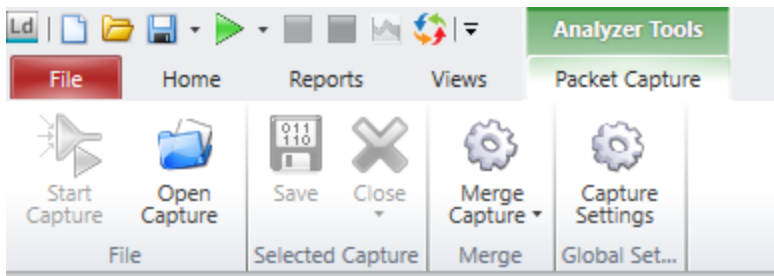 Ld
Analyzer Tools
File Home Reports Views Packet Capture
011
110
Start Capture
Open Capture
Save
Close
Merge Capture
Capture Settings
File
Selected Capture
Merge
Global Set...